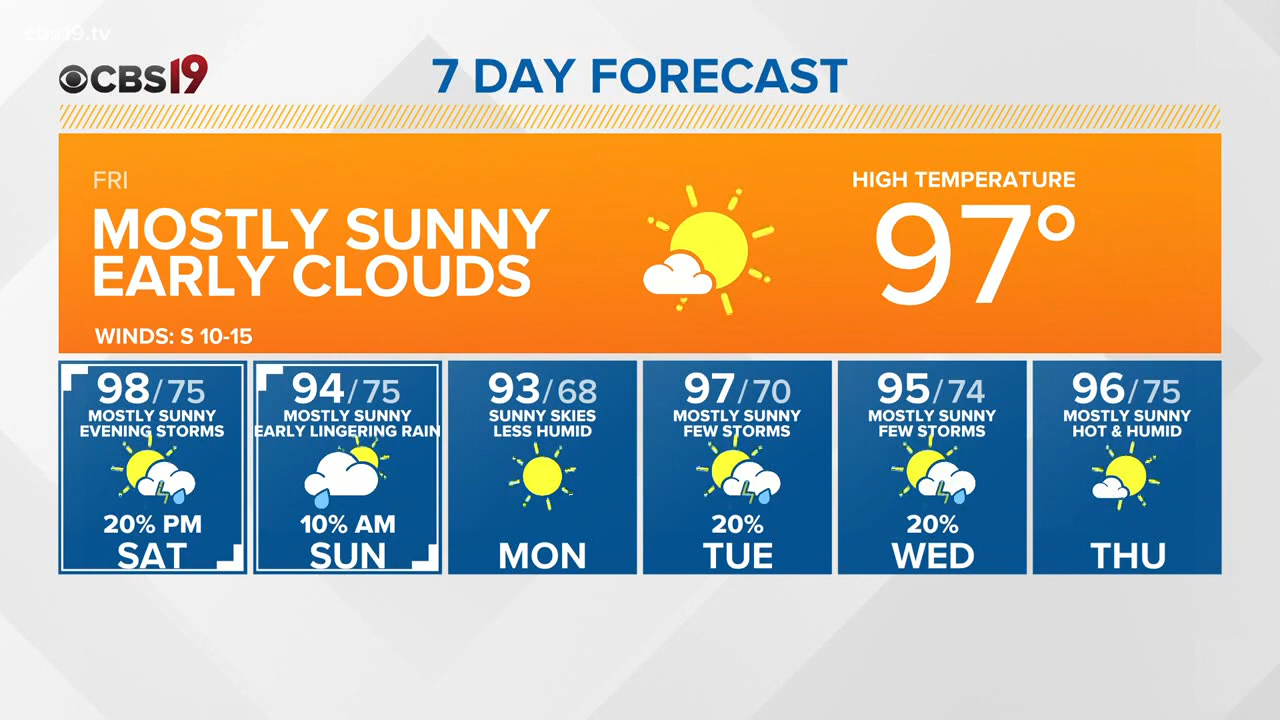 cbs19.tv
CBS19
7 DAY FORECAST
FRI
MOSTLY SUNNY
EARLY CLOUDS
WINDS: S 10-15
HIGH TEMPERATURE
97°
98/75
MOSTLY SUNNY
EVENING STORMS
20% PM
SAT
94/75
MOSTLY SUNNY
EARLY LINGERING RAIN
10% AM
SUN
93/68
SUNNY SKIES
LESS HUMID
MON
97/70
MOSTLY SUNNY
FEW STORMS
20%
TUE
95/74
MOSTLY SUNNY
FEW STORMS
20%
WED
96/75
MOSTLY SUNNY
HOT & HUMID
THU